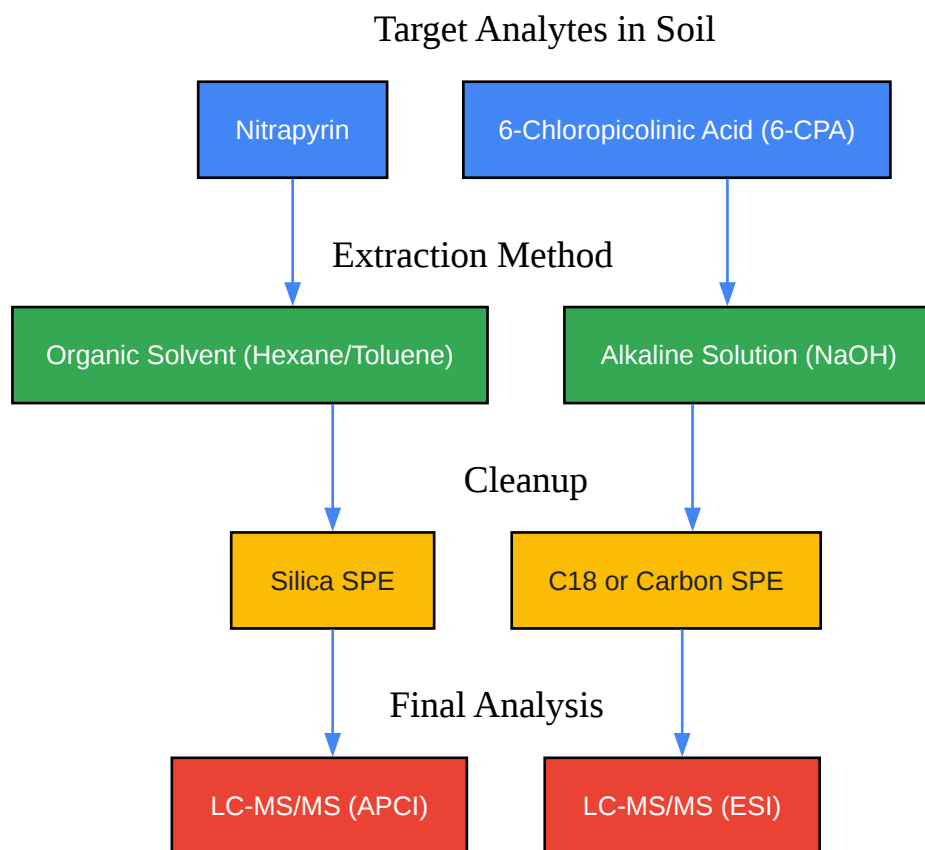 Target Analytes in Soil
Nitrapyrin
6-Chloropicolinic Acid (6-CPA)
Extraction Method
Organic Solvent (Hexane/Toluene)
Alkaline Solution (NaOH)
Cleanup
Silica SPE
C18 or Carbon SPE
Final Analysis
LC-MS/MS (APCI)
LC-MS/MS (ESI)